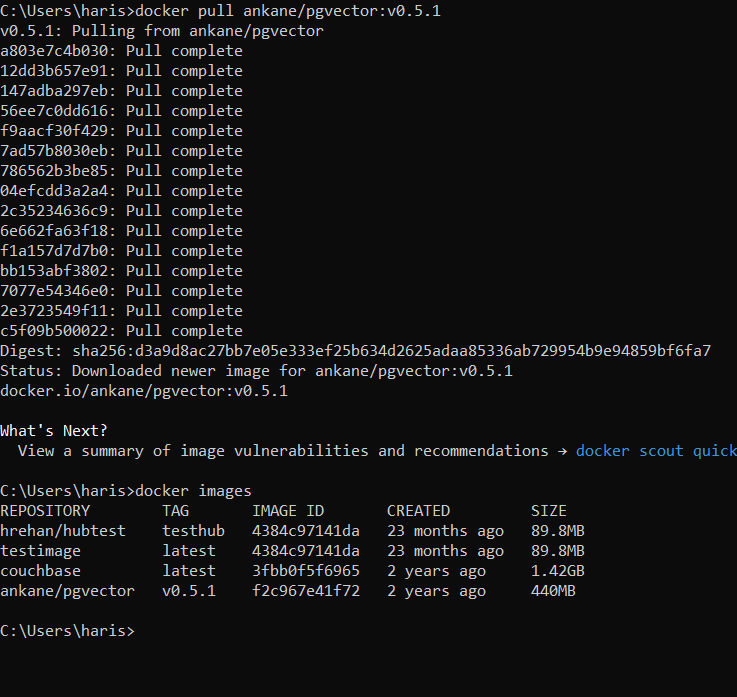 C:\Users\haris>docker pull ankane/pgvector:v0.5.1
v0.5.1: Pulling from ankane/pgvector
a803e7c4b030: Pull complete
12dd3b657e91: Pull complete
147adba297eb: Pull complete
56ee7c0dd616: Pull complete
f9aacf30f429: Pull complete
7ad57b8030eb: Pull complete
786562b3be85: Pull complete
04efcdd3a2a4: Pull complete
2c35234636c9: Pull complete
6e662fa63f18: Pull complete
f1a157d7d7b0: Pull complete
bb153abf3802: Pull complete
7077e54346e0: Pull complete
2e3723549f11: Pull complete
c5f09b500022: Pull complete
Digest: sha256:d3a9d8ac27bb7e05e333ef25b634d2625adaa85336ab729954b9e94859bf6fa7
Status: Downloaded newer image for ankane/pgvector:v0.5.1
docker.io/ankane/pgvector:v0.5.1
What's Next?
View a summary of image vulnerabilities and recommendations → docker scout quick
C:\Users\haris>docker images
REPOSITORY TAG IMAGE ID CREATED SIZE
hrehan/hubtest testhub 4384c97141da 23 months ago 89.8MB
testimage latest 4384c97141da 23 months ago 89.8MB
couchbase latest 3fbb0f5f6965 2 years ago 1.42GB
ankane/pgvector v0.5.1 f2c967e41f72 2 years ago 440MB
C:\Users\haris>